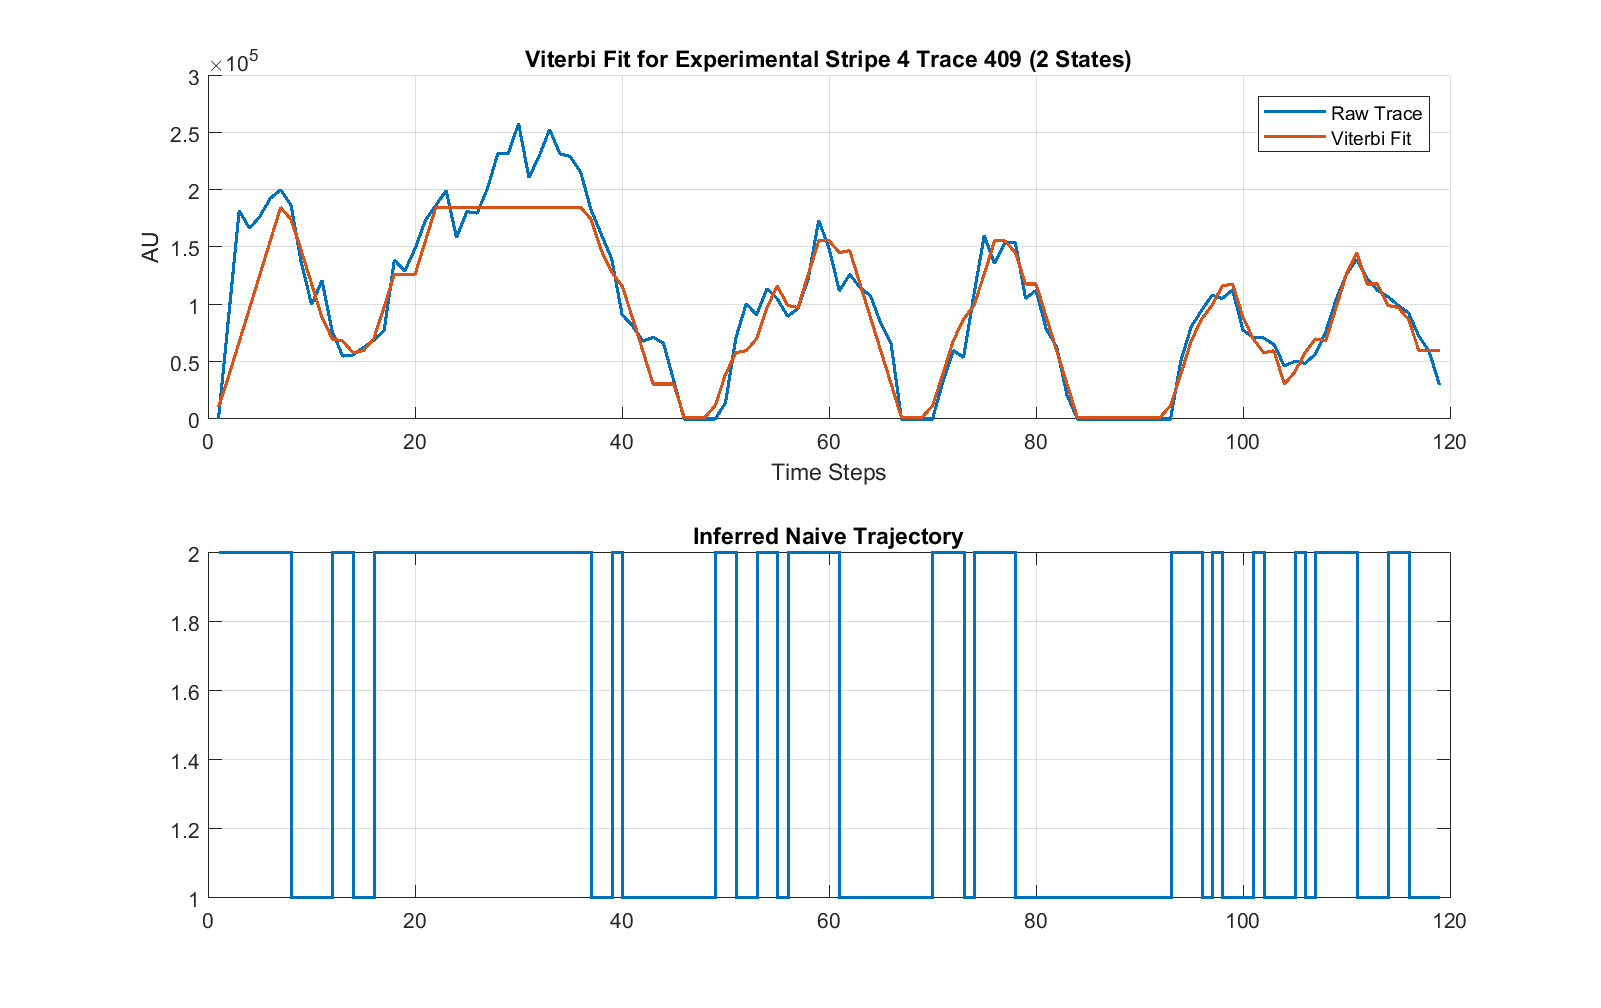 Viterbi Fit for Experimental Stripe 4 Trace 409 (2 States)
×10^5
3
2.5
2
1.5
1
0.5
0
AU
Raw Trace
Viterbi Fit
0 20 40 60 80 100 120
Time Steps
Inferred Naive Trajectory
2
1.8
1.6
1.4
1.2
1
0 20 40 60 80 100 120